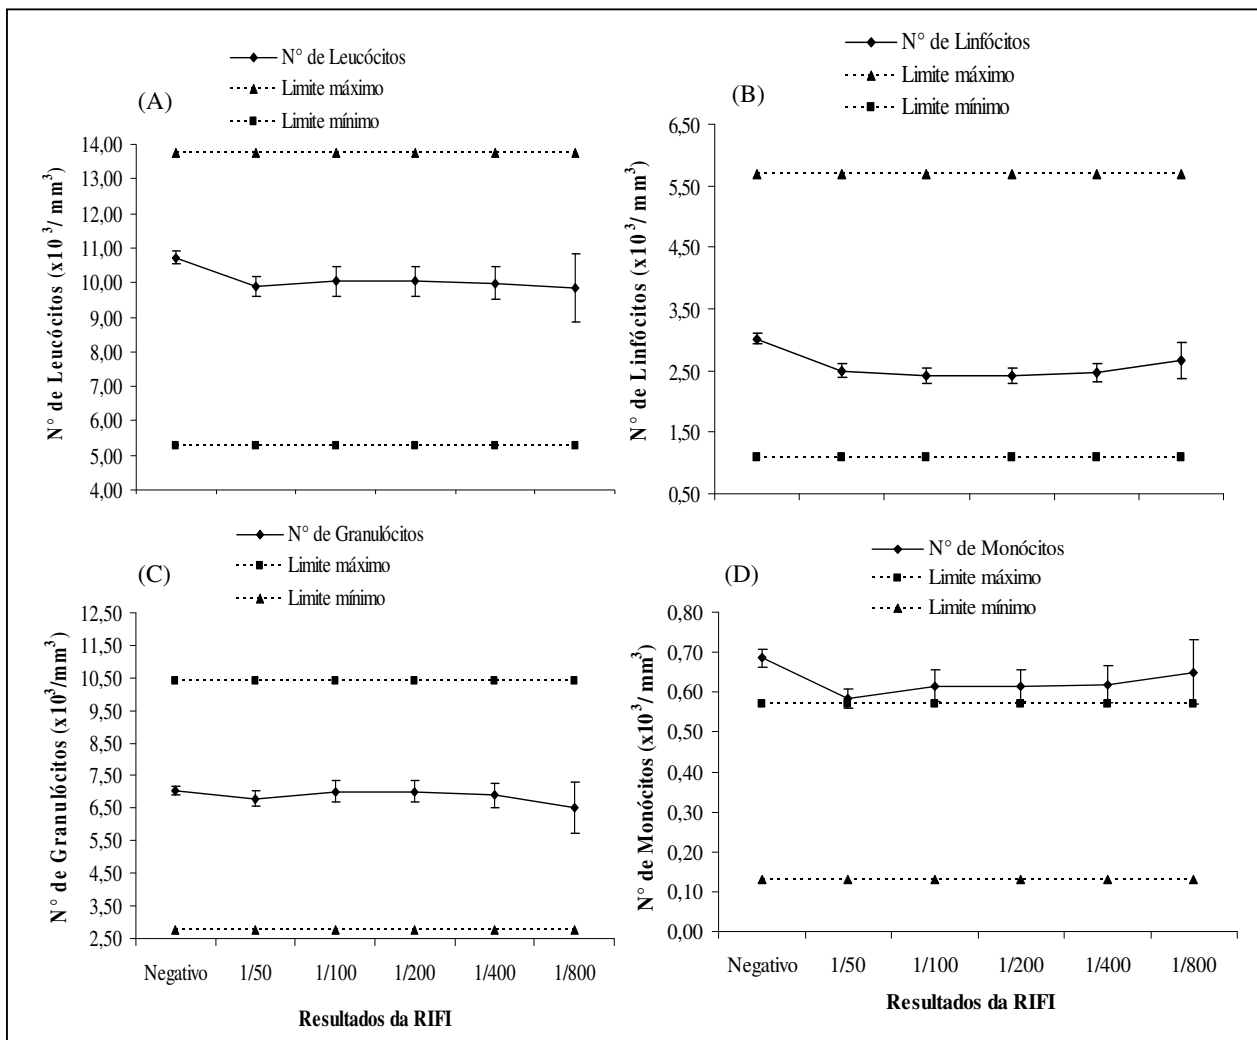 (A)
N° de Leucócitos
Limite máximo
Limite mínimo
N° de Leucócitos (x10³/ mm³)
14,00
13,00
12,00
11,00
10,00
9,00
8,00
7,00
6,00
5,00
4,00
(B)
N° de Linfócitos
Limite máximo
Limite mínimo
N° de Linfócitos (x10³/ mm³)
6,50
5,50
4,50
3,50
2,50
1,50
0,50
(C)
N° de Granulócitos
Limite máximo
Limite mínimo
N° de Granulócitos (x10³/mm³)
12,50
11,50
10,50
9,50
8,50
7,50
6,50
5,50
4,50
3,50
2,50
Negativo 1/50 1/100 1/200 1/400 1/800
Resultados da RIFI
(D)
N° de Monócitos
Limite máximo
Limite mínimo
N° de Monócitos (x10³/ mm³)
0,80
0,70
0,60
0,50
0,40
0,30
0,20
0,10
0,00
Negativo 1/50 1/100 1/200 1/400 1/800
Resultados da RIFI